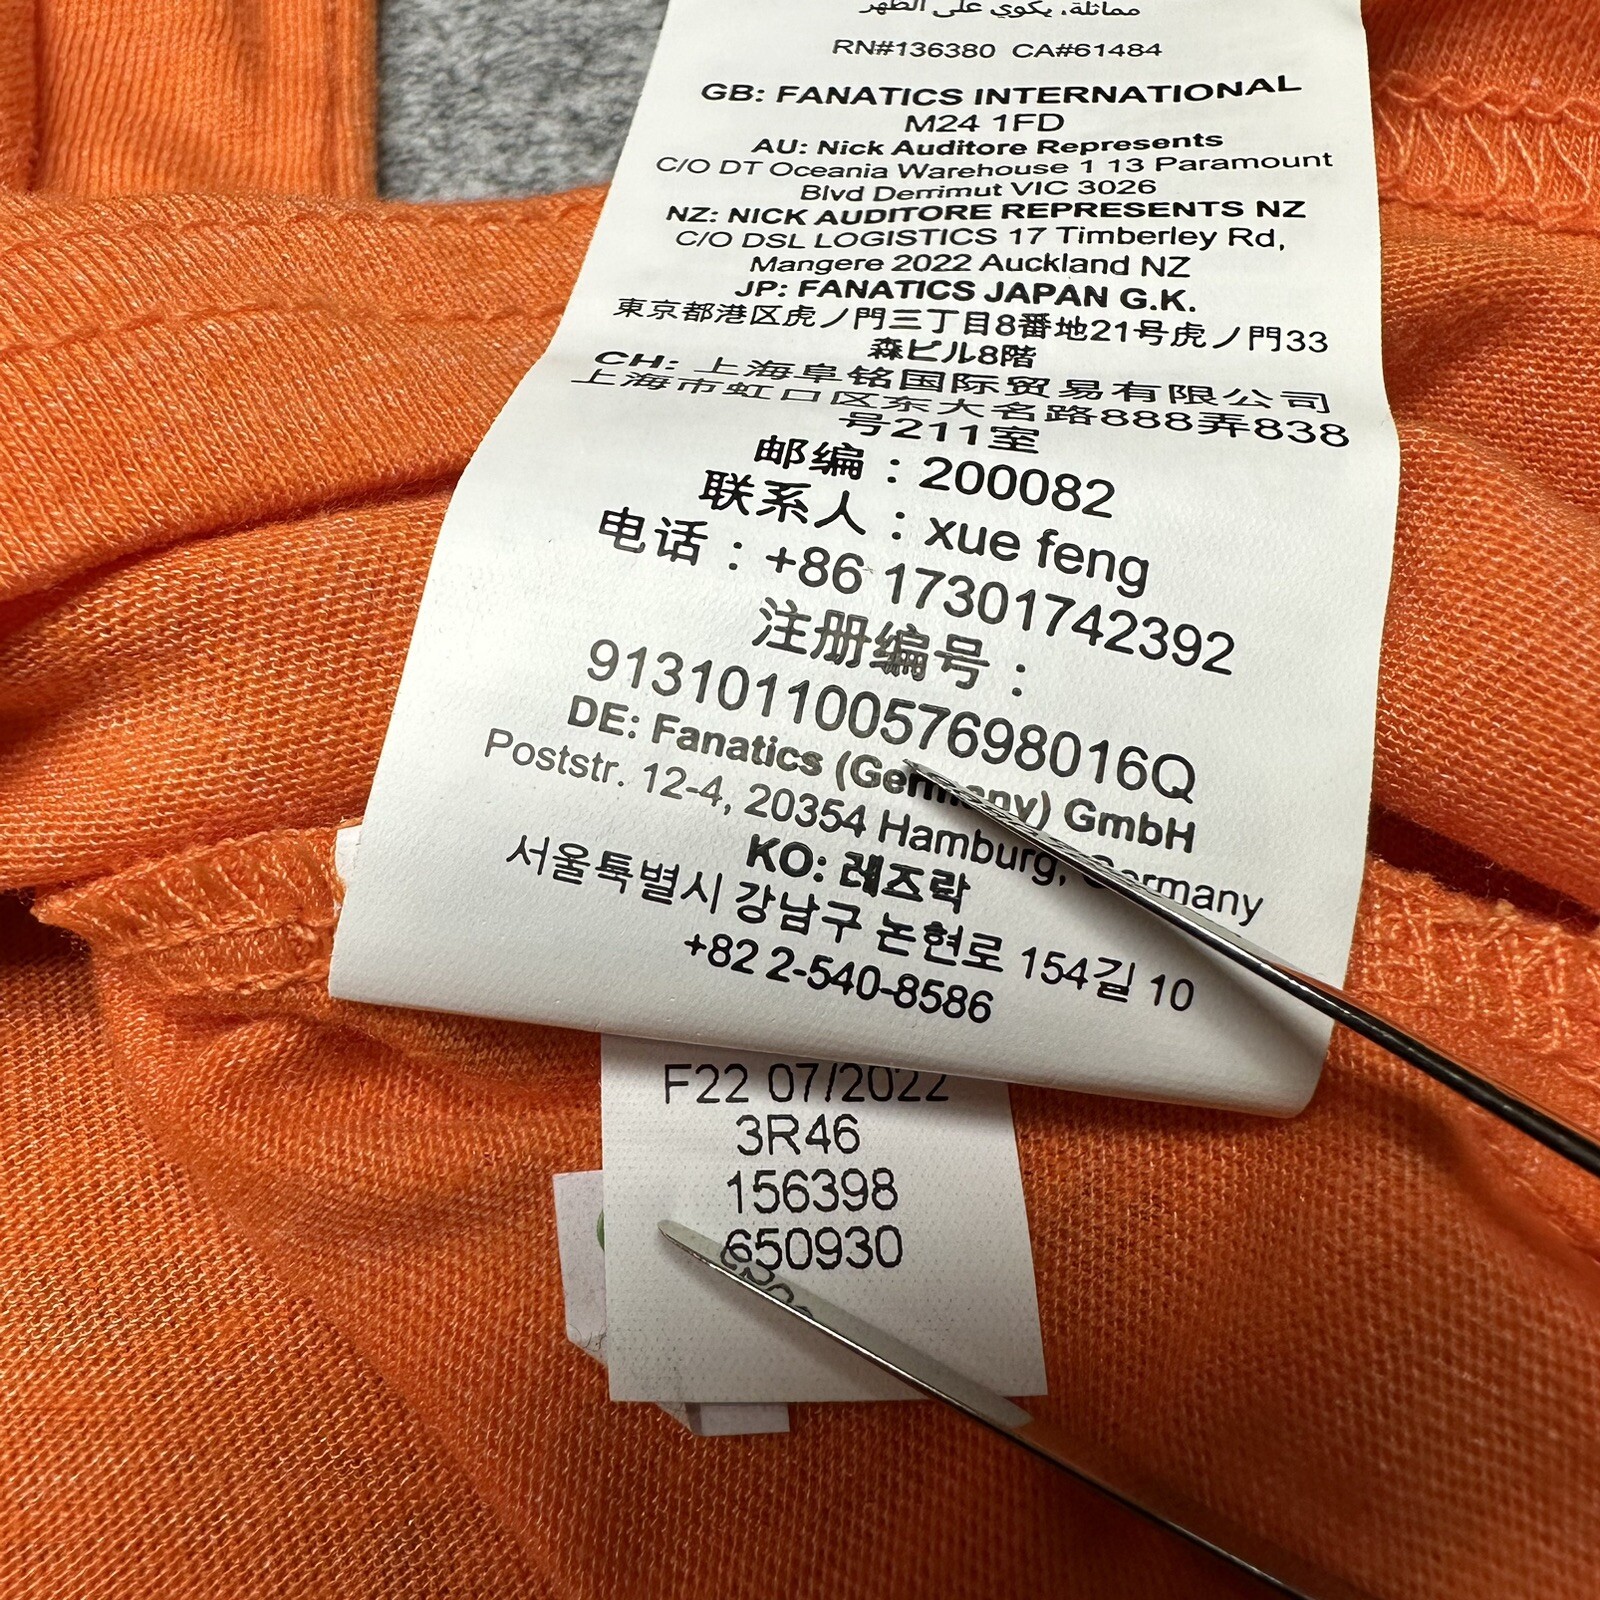 مماثلة، يكوي على الظهر
RN#136380 CA#61484
GB: FANATICS INTERNATIONAL
M24 1FD
AU: Nick Auditore Represents
C/O DT Oceania Warehouse 1 13 Paramount
Blvd Derrimut VIC 3026
NZ: NICK AUDITORE REPRESENTS NZ
C/O DSL LOGISTICS 17 Timberley Rd,
Mangere 2022 Auckland NZ
JP: FANATICS JAPAN G.K.
東京都港区虎ノ門三丁目8番地21号虎ノ門33
森ビル8階
CH: 上海阜铭国际贸易有限公司
上海市虹口区东大名路888弄838
号211室
邮编：200082
联系人：xue feng
电话：+86 17301742392
注册编号：
91310110057698016Q
DE: Fanatics (Germany) GmbH
Poststr. 12-4, 20354 Hamburg, Germany
KO: 레즈락
서울특별시 강남구 논현로 154길 10
+82 2-540-8586
F22 07/2022
3R46
156398
650930